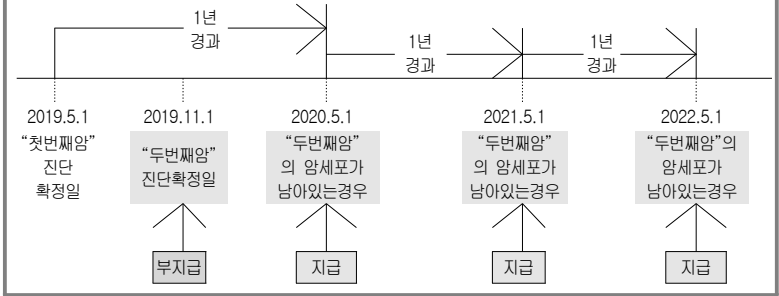 1년
경과
1년
경과
1년
경과
2019.5.1
“첫번째암”
진단
확정일
2019.11.1
“두번째암”
진단확정일
2020.5.1
“두번째암”
의 암세포가
남아있는경우
2021.5.1
“두번째암”
의 암세포가
남아있는경우
2022.5.1
“두번째암”의
암세포가
남아있는경우
부지급
지급
지급
지급